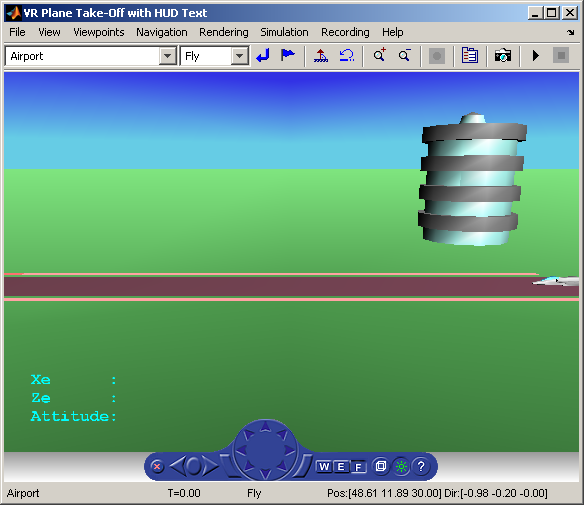 VR Plane Take-Off with HUD Text
File View Viewpoints Navigation Rendering Simulation Recording Help
Airport Fly
Xe :
Ze :
Attitude:
W E F ?
Airport T=0.00 Fly Pos:[48.61 11.89 30.00] Dir:[-0.98 -0.20 -0.00]